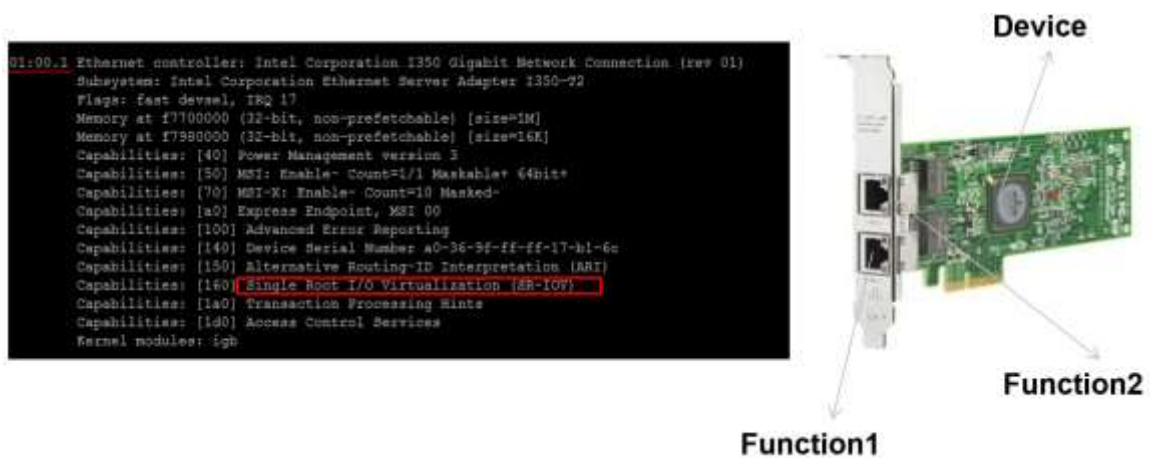 Device
01:00.1 Ethernet controller: Intel Corporation I350 Gigabit Network Connection (rev 01)
Subsystem: Intel Corporation Ethernet Server Adapter I350-T2
Flags: fast devsel, IRQ 17
Memory at f7700000 (32-bit, non-prefetchable) [size=1M]
Memory at f7980000 (32-bit, non-prefetchable) [size=16K]
Capabilities: [40] Power Management version 3
Capabilities: [50] MSI: Enable- Count=1/1 Maskable+ 64bit+
Capabilities: [70] MSI-X: Enable- Count=10 Masked-
Capabilities: [a0] Express Endpoint, MSI 00
Capabilities: [100] Advanced Error Reporting
Capabilities: [140] Device Serial Number a0-36-9f-ff-ff-17-b1-6c
Capabilities: [150] Alternative Routing-ID Interpretation (ARI)
Capabilities: [160] Single Root I/O Virtualization (SR-IOV)
Capabilities: [1a0] Transaction Processing Hints
Capabilities: [1d0] Access Control Services
Kernel modules: igb
Function2
Function1